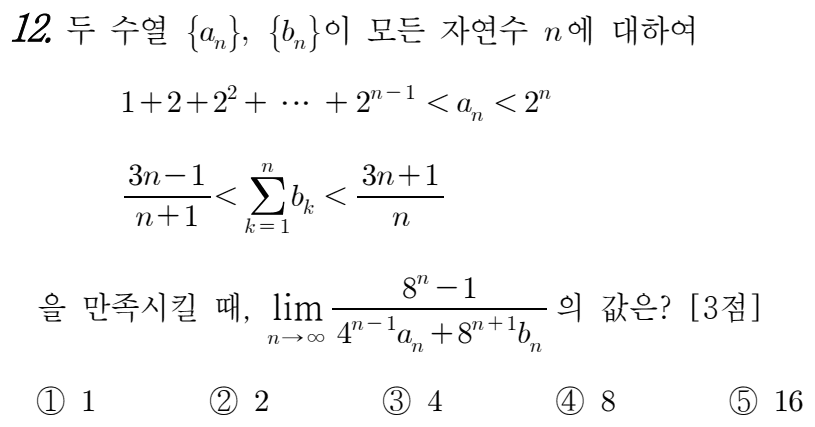 12. 두 수열 {aₙ}, {bₙ}이 모든 자연수 n에 대하여
1+2+2²+ ⋯ +2ⁿ⁻¹ < aₙ < 2ⁿ
(3n−1)/(n+1) < ∑_{k=1}^{n} b_k < (3n+1)/n
을 만족시킬 때, lim_{n→∞} (8ⁿ−1)/(4ⁿ⁻¹aₙ+8ⁿ⁺¹bₙ) 의 값은? [3점]
① 1 ② 2 ③ 4 ④ 8 ⑤ 16